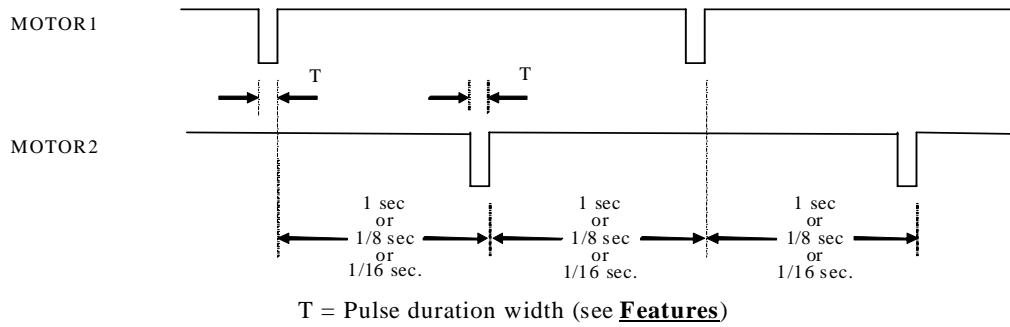 MOTOR1
T
T
MOTOR2
1 sec
or
1/8 sec
or
1/16 sec.
1 sec
or
1/8 sec
or
1/16 sec.
1 sec
or
1/8 sec
or
1/16 sec.
T = Pulse duration width (see Features)